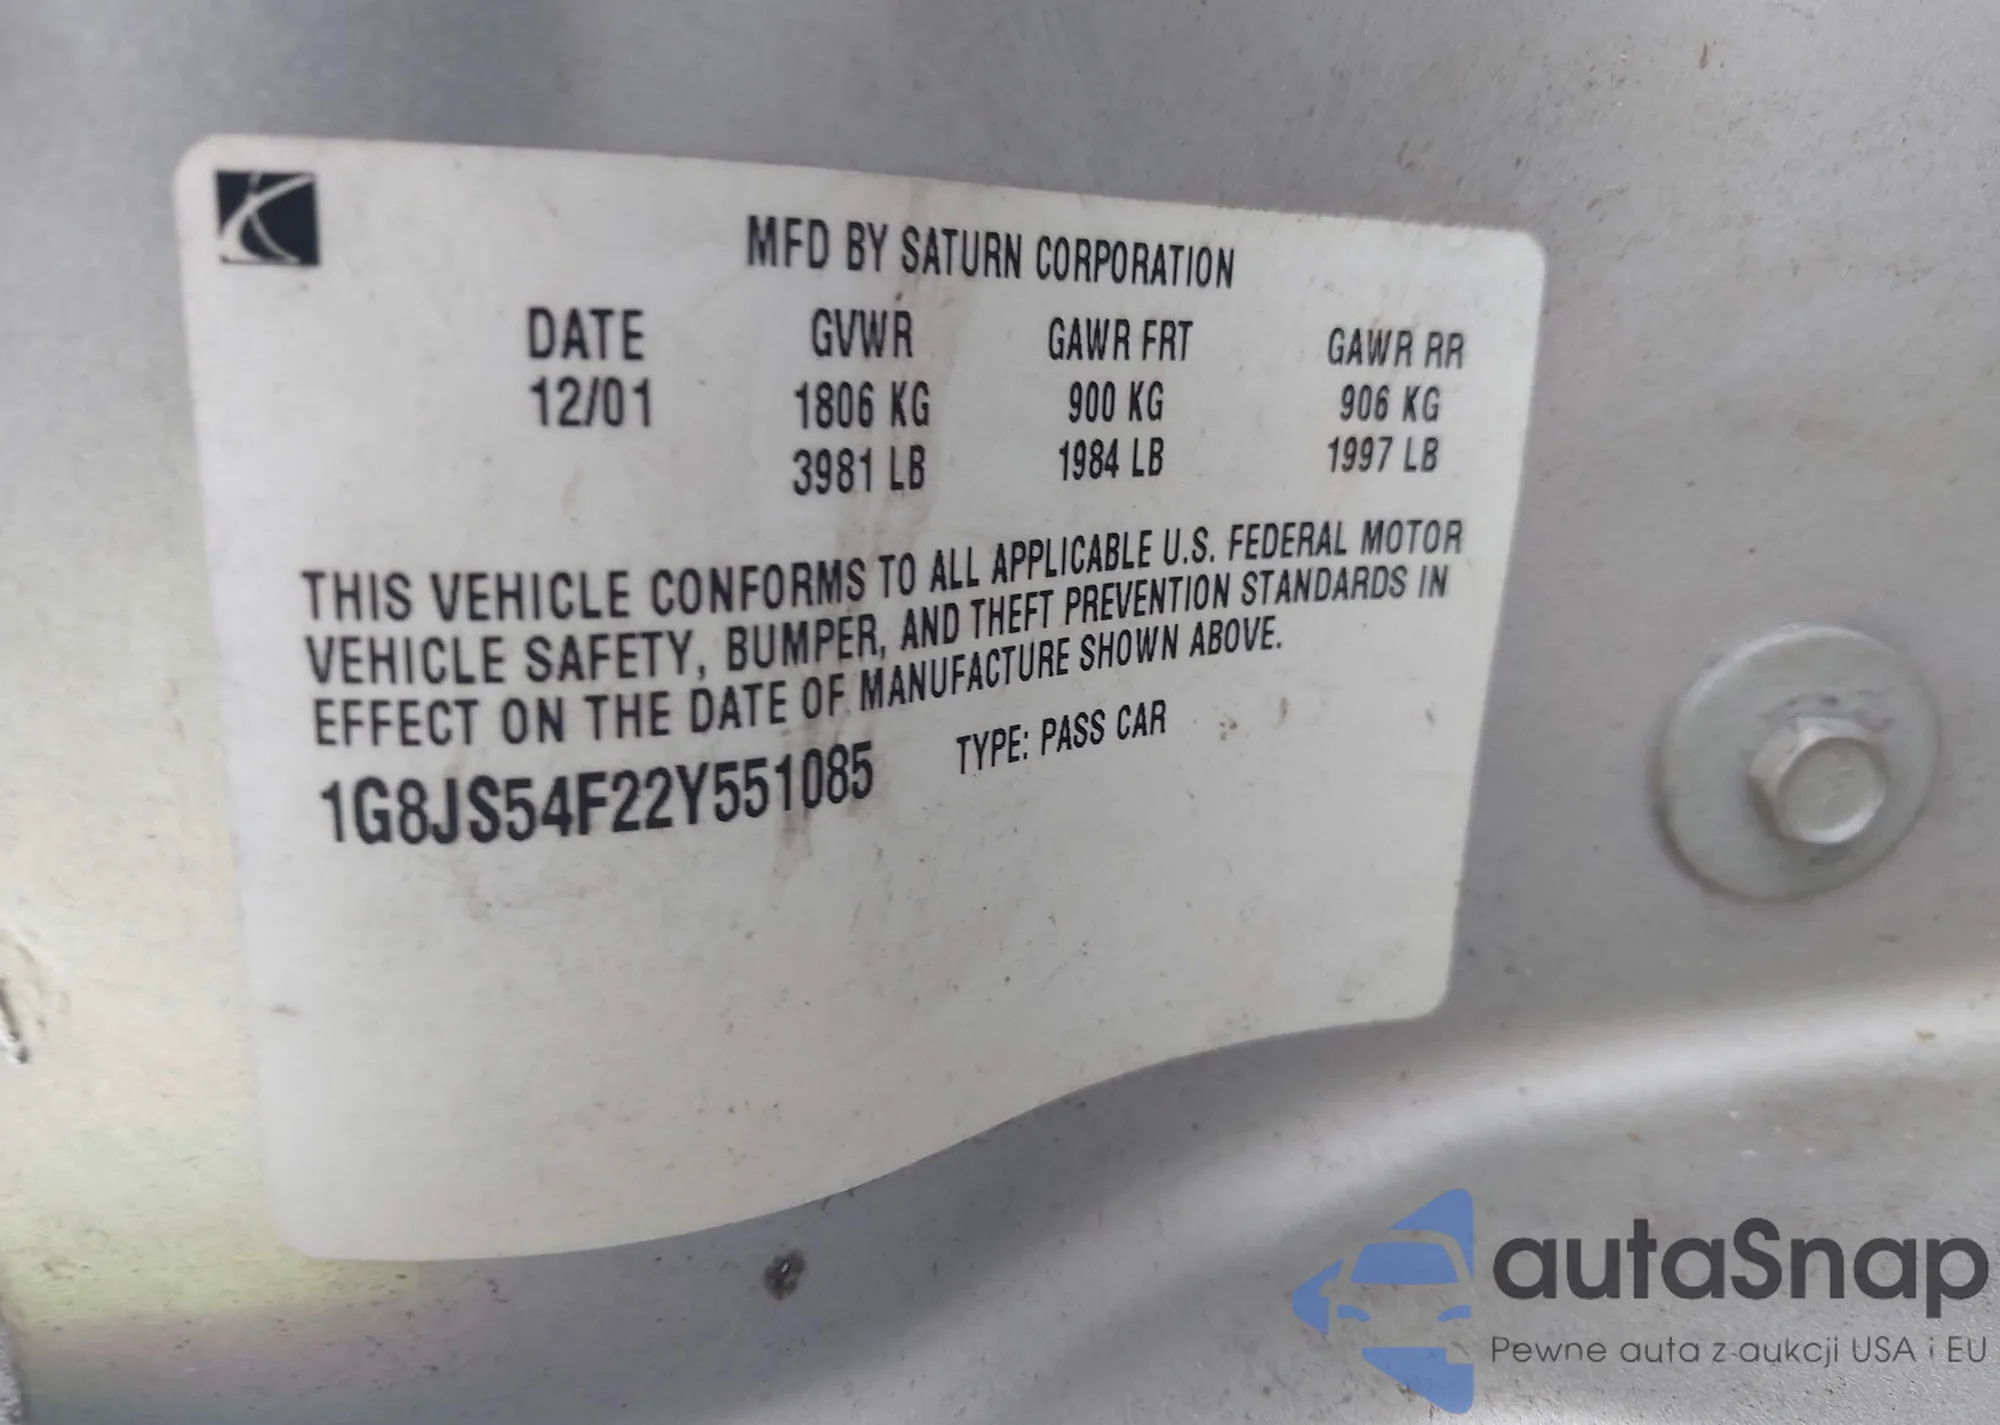 MFD BY SATURN CORPORATION
DATE GVWR GAWR FRT GAWR RR
12/01 1806 KG 900 KG 906 KG
3981 LB 1984 LB 1997 LB
THIS VEHICLE CONFORMS TO ALL APPLICABLE U.S. FEDERAL MOTOR
VEHICLE SAFETY, BUMPER, AND THEFT PREVENTION STANDARDS IN
EFFECT ON THE DATE OF MANUFACTURE SHOWN ABOVE.
1G8JS54F22Y551085 TYPE: PASS CAR
autaSnap
Pewne auta z aukcji USA i EU